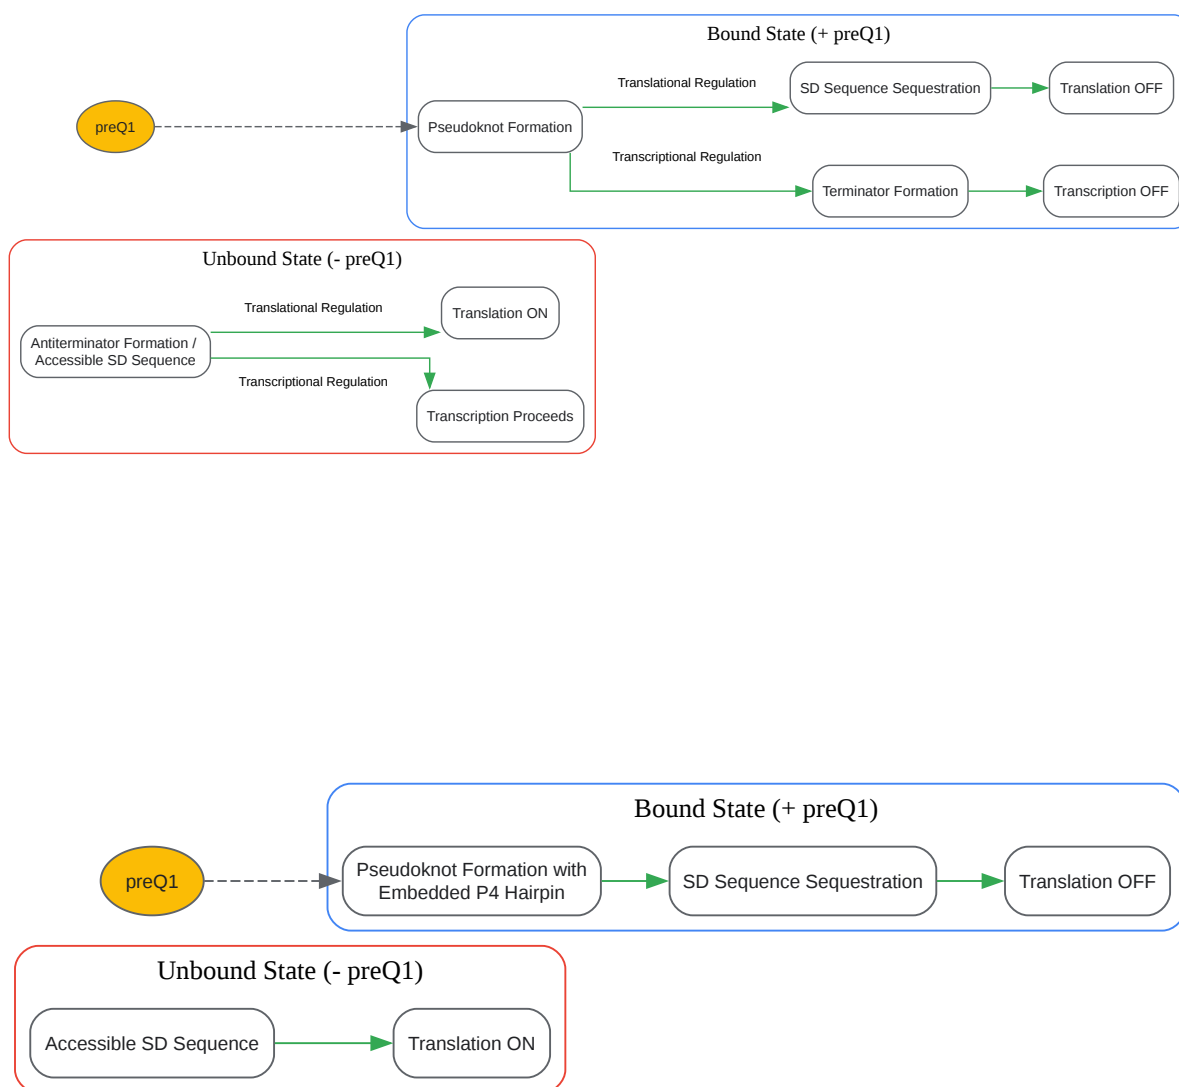 Bound State (+ preQ1)
Translational Regulation
SD Sequence Sequestration
Translation OFF
preQ1
Pseudoknot Formation
Transcriptional Regulation
Terminator Formation
Transcription OFF
Unbound State (- preQ1)
Translational Regulation
Translation ON
Antiterminator Formation /
Accessible SD Sequence
Transcriptional Regulation
Transcription Proceeds
Bound State (+ preQ1)
preQ1
Pseudoknot Formation with
Embedded P4 Hairpin
SD Sequence Sequestration
Translation OFF
Unbound State (- preQ1)
Accessible SD Sequence
Translation ON